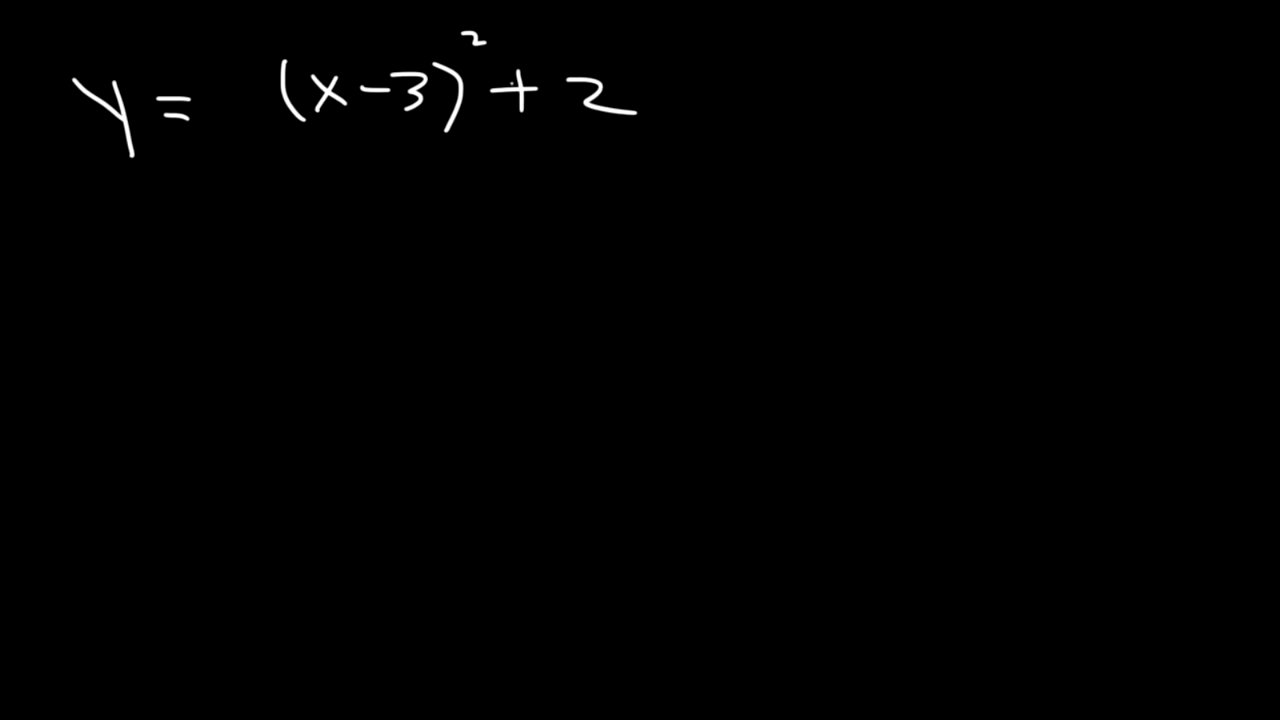 y = (x-3)² + 2